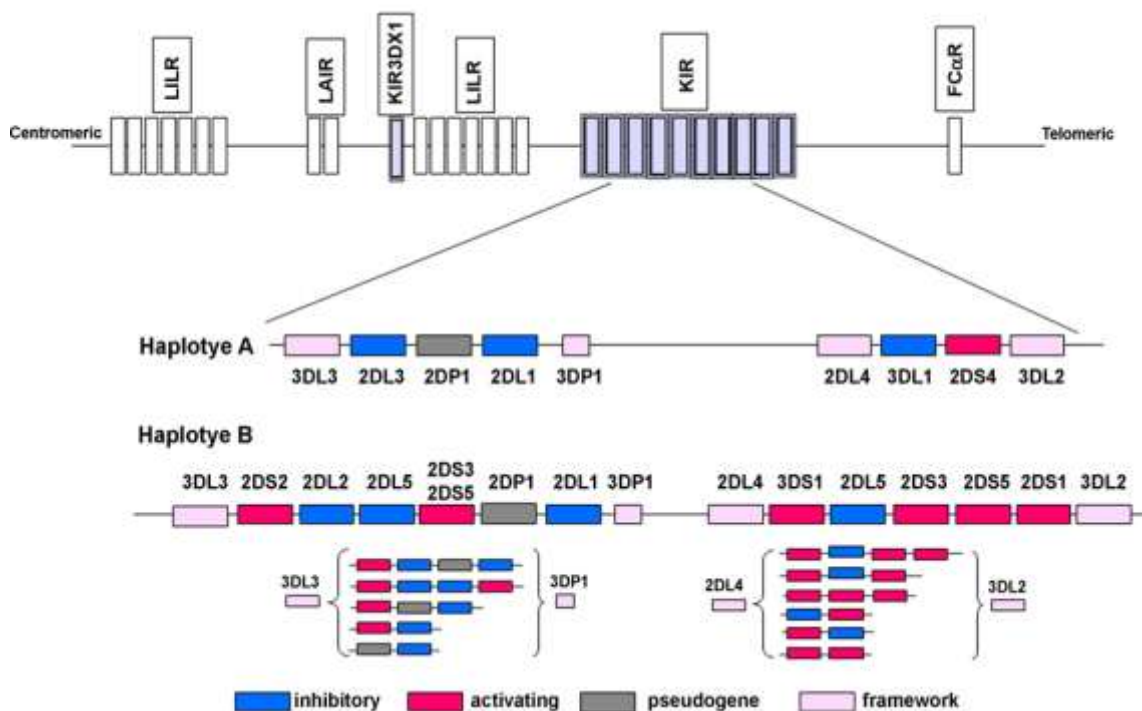 LILR
LAIR
KIR3DX1
LILR
KIR
FCαR
Centromeric
Telomeric
Haplotye A
3DL3 2DL3 2DP1 2DL1 3DP1 2DL4 3DL1 2DS4 3DL2
Haplotye B
3DL3 2DS2 2DL2 2DL5 2DS3 2DP1 2DL1 3DP1 2DL4 3DS1 2DL5 2DS3 2DS5 2DS1 3DL2
2DS5
3DL3 3DP1 2DL4 3DL2
inhibitory activating pseudogene framework